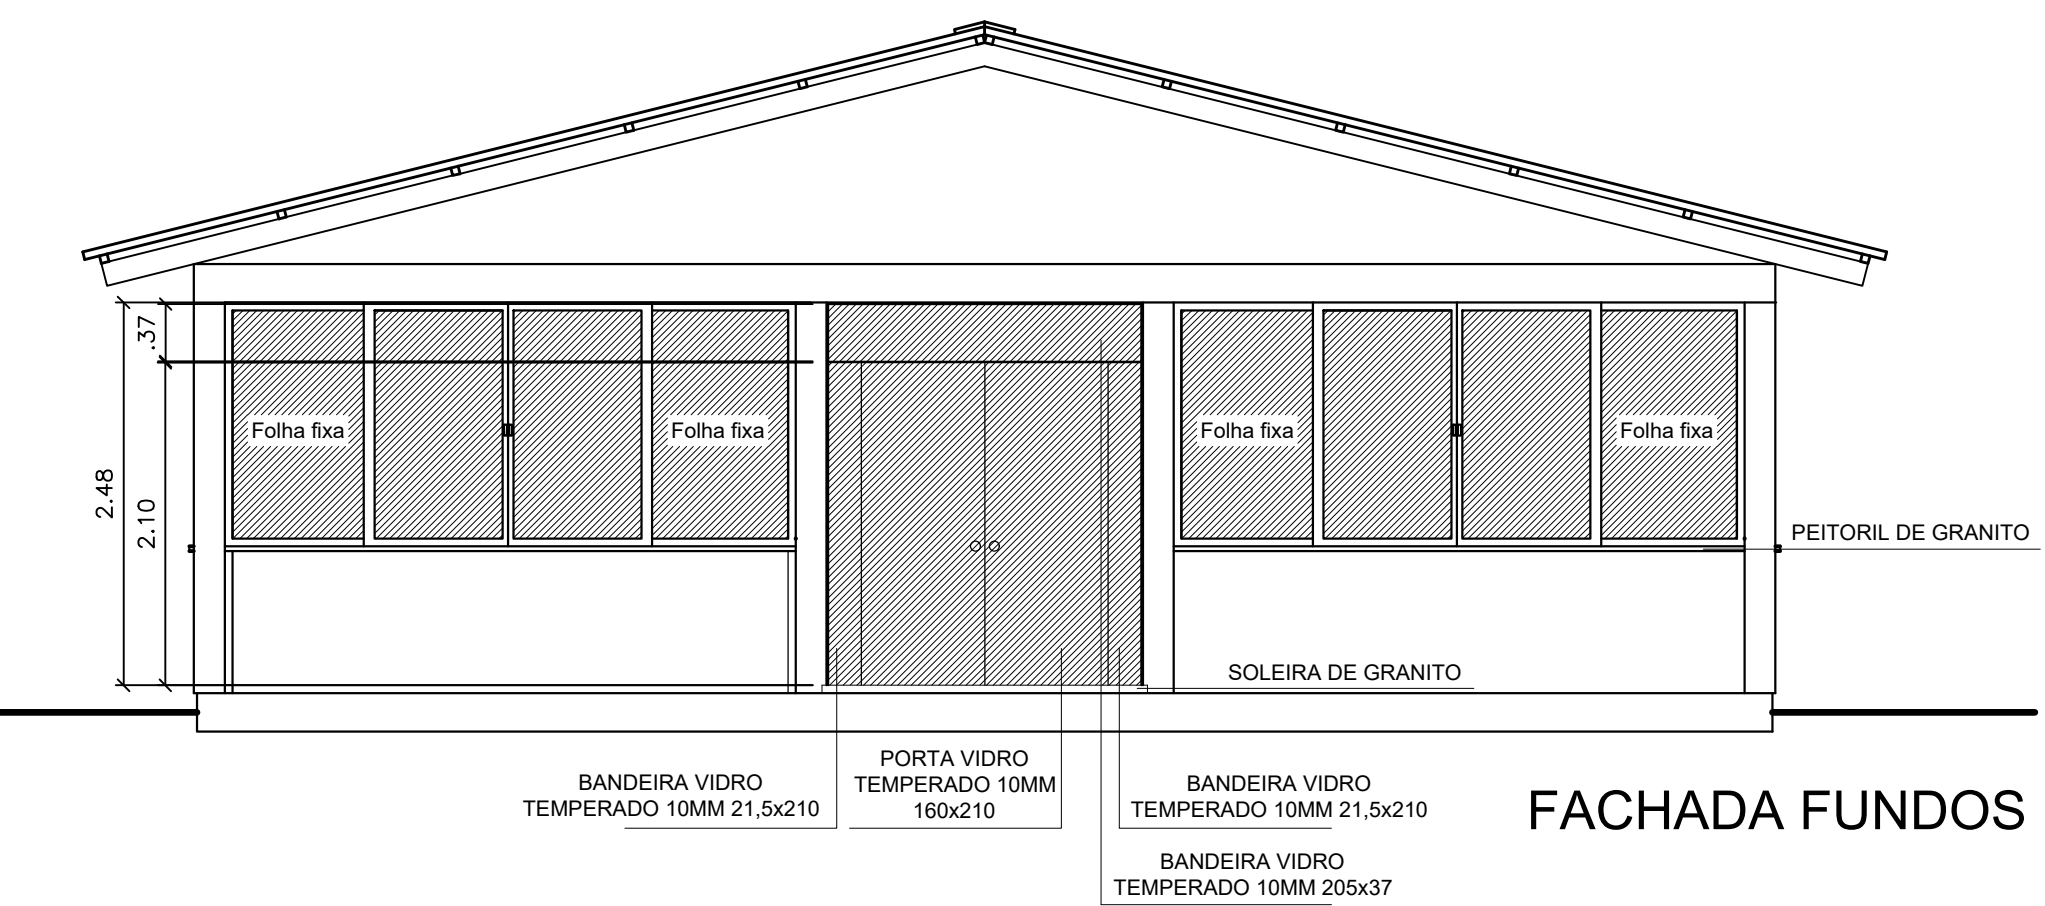 .37
2.48
2.10
Folha fixa
Folha fixa
Folha fixa
Folha fixa
PEITORIL DE GRANITO
SOLEIRA DE GRANITO
BANDEIRA VIDRO
TEMPERADO 10MM 21,5x210
PORTA VIDRO
TEMPERADO 10MM
160x210
BANDEIRA VIDRO
TEMPERADO 10MM 21,5x210
BANDEIRA VIDRO
TEMPERADO 10MM 205x37
FACHADA FUNDOS